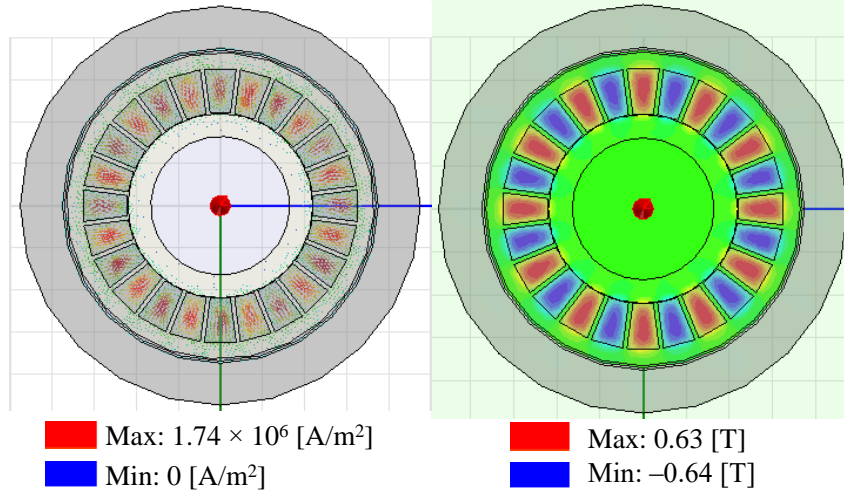 Max: 1.74 × 10⁶ [A/m²]
Min: 0 [A/m²]
Max: 0.63 [T]
Min: –0.64 [T]